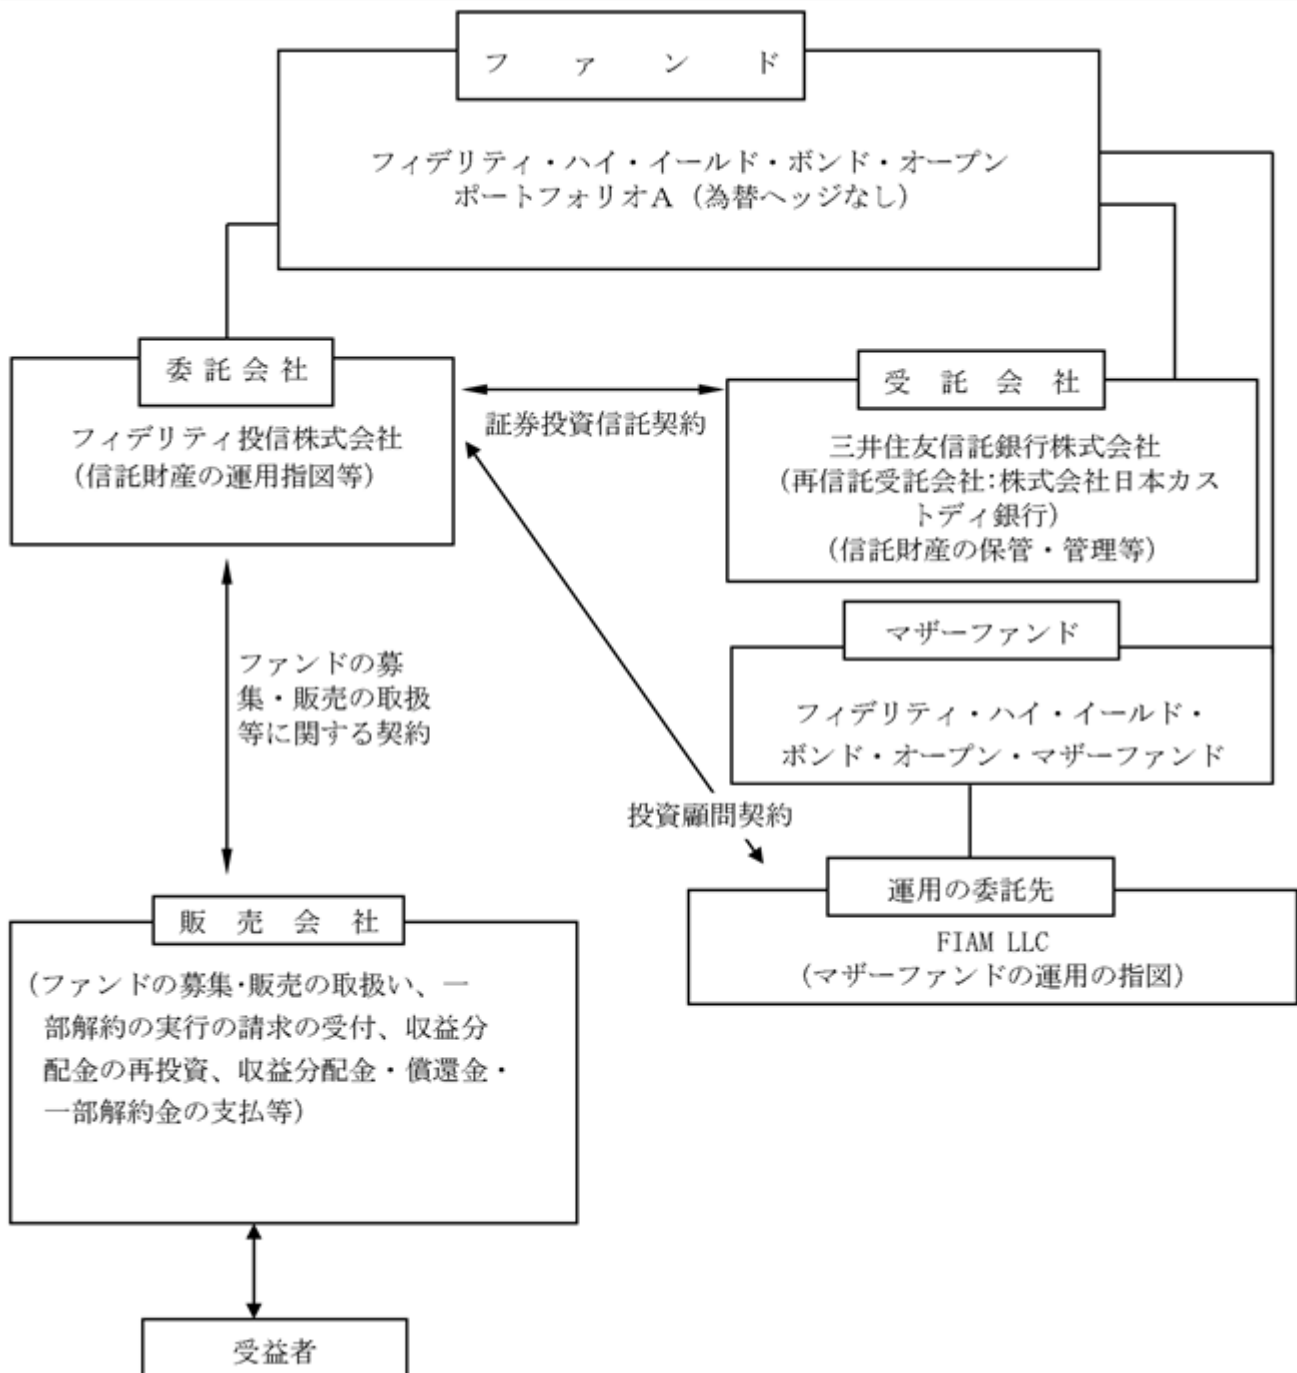 ファンド
フィデリティ・ハイ・イールド・ボンド・オープン
ポートフォリオA（為替ヘッジなし）
委託会社
フィデリティ投信株式会社
（信託財産の運用指図等）
証券投資信託契約
受託会社
三井住友信託銀行株式会社
（再信託受託会社：株式会社日本カス
トディ銀行）
（信託財産の保管・管理等）
マザーファンド
フィデリティ・ハイ・イールド・
ボンド・オープン・マザーファンド
ファンドの募
集・販売の取扱
等に関する契約
投資顧問契約
運用の委託先
FIAM LLC
（マザーファンドの運用の指図）
販売会社
（ファンドの募集・販売の取扱い、一
部解約の実行の請求の受付、収益分
配金の再投資、収益分配金・償還金・
一部解約金の支払等）
受益者